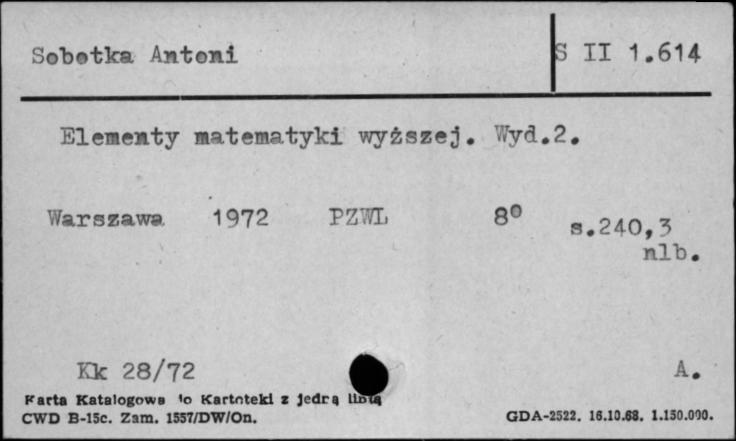 Sobotka Antoni
S II 1.614
Elementy matematyki wyższej. Wyd.2.
Warszawa 1972 PZWL 8° s.240,3
nlb.
Kk 28/72 A.
Karta Katalogowa do Kartoteki z jedną linią
CWD B-15c. Zam. 1557/DW/On. GDA-2522. 16.10.68. 1.150.000.